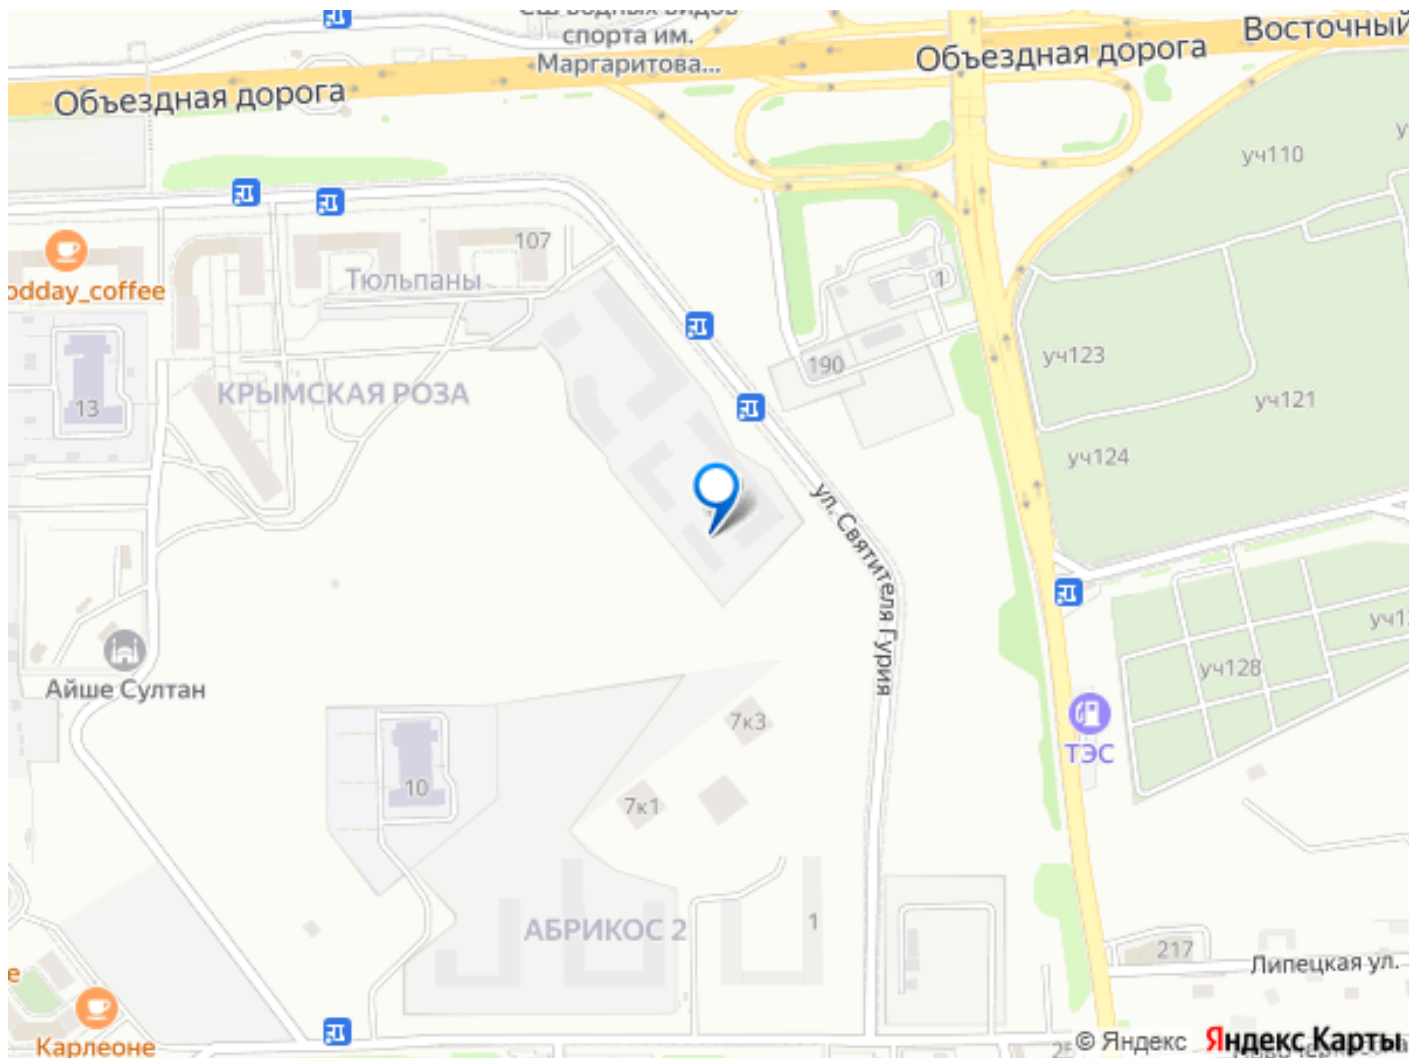 спорта им.
Маргаритова...
Восточный
Объездная дорога
Объездная дорога
уч110
107
Тюльпаны
1
odday_coffee
190
уч123
КРЫМСКАЯ РОЗА
13
уч121
уч124
ул. Святителя Гурия
Айше Султан
уч128
7к3
ТЭС
10
7к1
АБРИКОС 2
1
217
Липецкая ул.
Карлеоне
© Яндекс Яндекс Карты